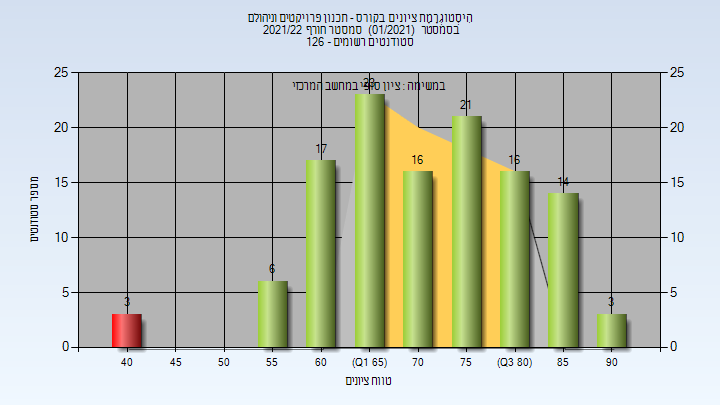 היסטוגרמת ציונים בקורס - תכנון פרויקטים וניהולם
בסמסטר (01/2021) סמסטר חורף 2021/22
סטודנטים רשומים - 126
במשימה : ציון סופי במחשב המרכזי
מספר סטודנטים
25 20 15 10 5 0
3 6 17 23 16 21 16 14 3
25 20 15 10 5 0
40 45 50 55 60 (Q1 65) 70 75 (Q3 80) 85 90
טווח ציונים